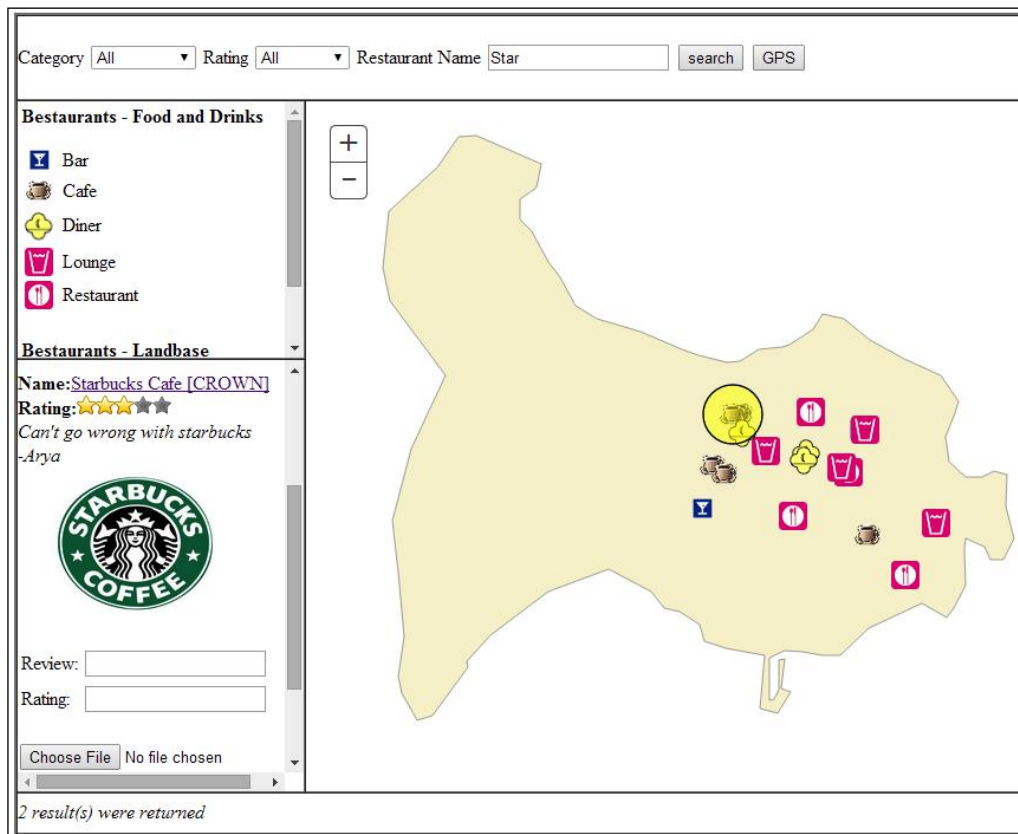 Category All Rating All Restaurant Name Star search GPS
Bestaurants - Food and Drinks
Bar
Cafe
Diner
Lounge
Restaurant
Bestaurants - Landbase
Name:Starbucks Cafe [CROWN]
Rating:
Can't go wrong with starbucks
-Arya
STARBUCKS
COFFEE
Review:
Rating:
Choose File No file chosen
2 result(s) were returned
+
−